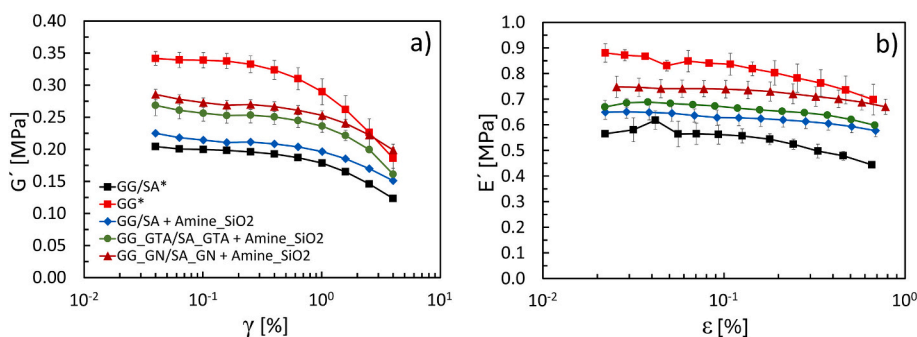 a)
G´ [MPa]
0.40
0.35
0.30
0.25
0.20
0.15
0.10
0.05
0.00
GG/SA*
GG*
GG/SA + Amine_SiO2
GG_GTA/SA_GTA + Amine_SiO2
GG_GN/SA_GN + Amine_SiO2
10⁻² 10⁻¹ 10⁰ 10¹
γ [%]
b)
E´ [MPa]
1.0
0.9
0.8
0.7
0.6
0.5
0.4
0.3
0.2
0.1
0.0
10⁻² 10⁻¹ 10⁰
ε [%]